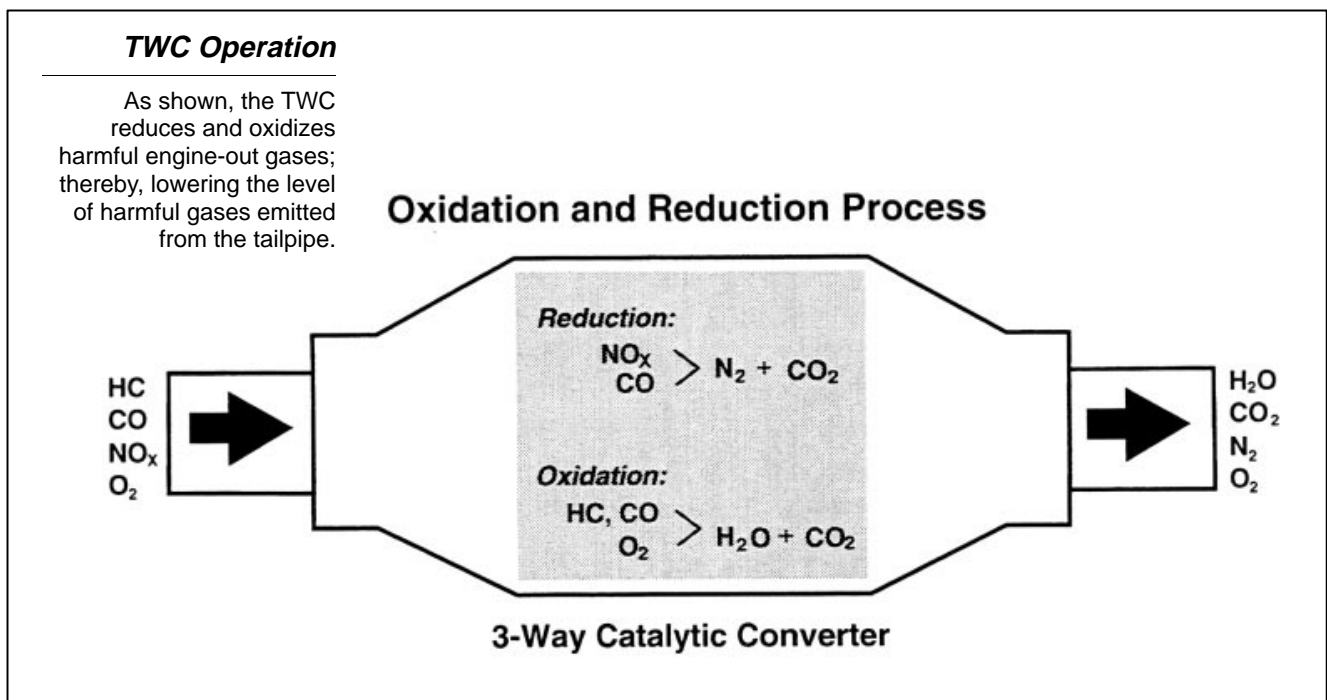 TWC Operation
As shown, the TWC
reduces and oxidizes
harmful engine-out gases;
thereby, lowering the level
of harmful gases emitted
from the tailpipe.
Oxidation and Reduction Process
HC
CO
NOₓ
O₂
Reduction:
NOₓ
CO > N₂ + CO₂
Oxidation:
HC, CO
O₂ > H₂O + CO₂
H₂O
CO₂
N₂
O₂
3-Way Catalytic Converter